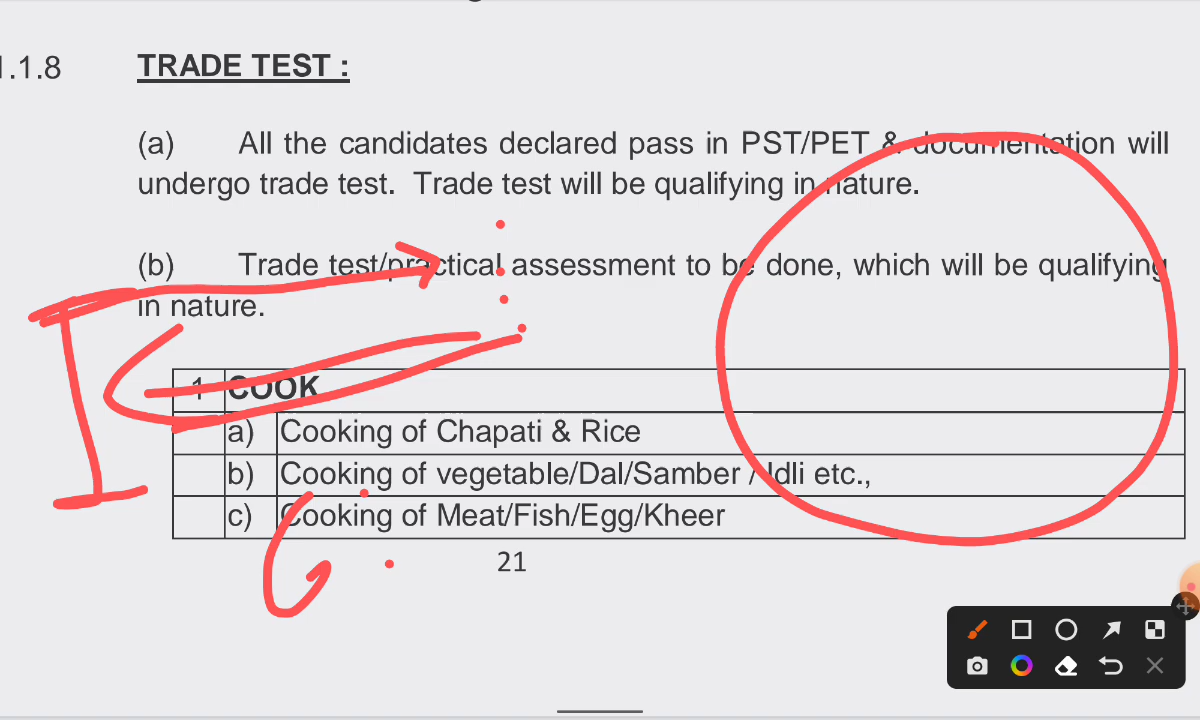 1.1.8 TRADE TEST :
(a) All the candidates declared pass in PST/PET & documentation will
undergo trade test. Trade test will be qualifying in nature.
(b) Trade test/practical assessment to be done, which will be qualifying
in nature.
1 COOK
a) Cooking of Chapati & Rice
b) Cooking of vegetable/Dal/Samber / Idli etc.,
c) Cooking of Meat/Fish/Egg/Kheer
21